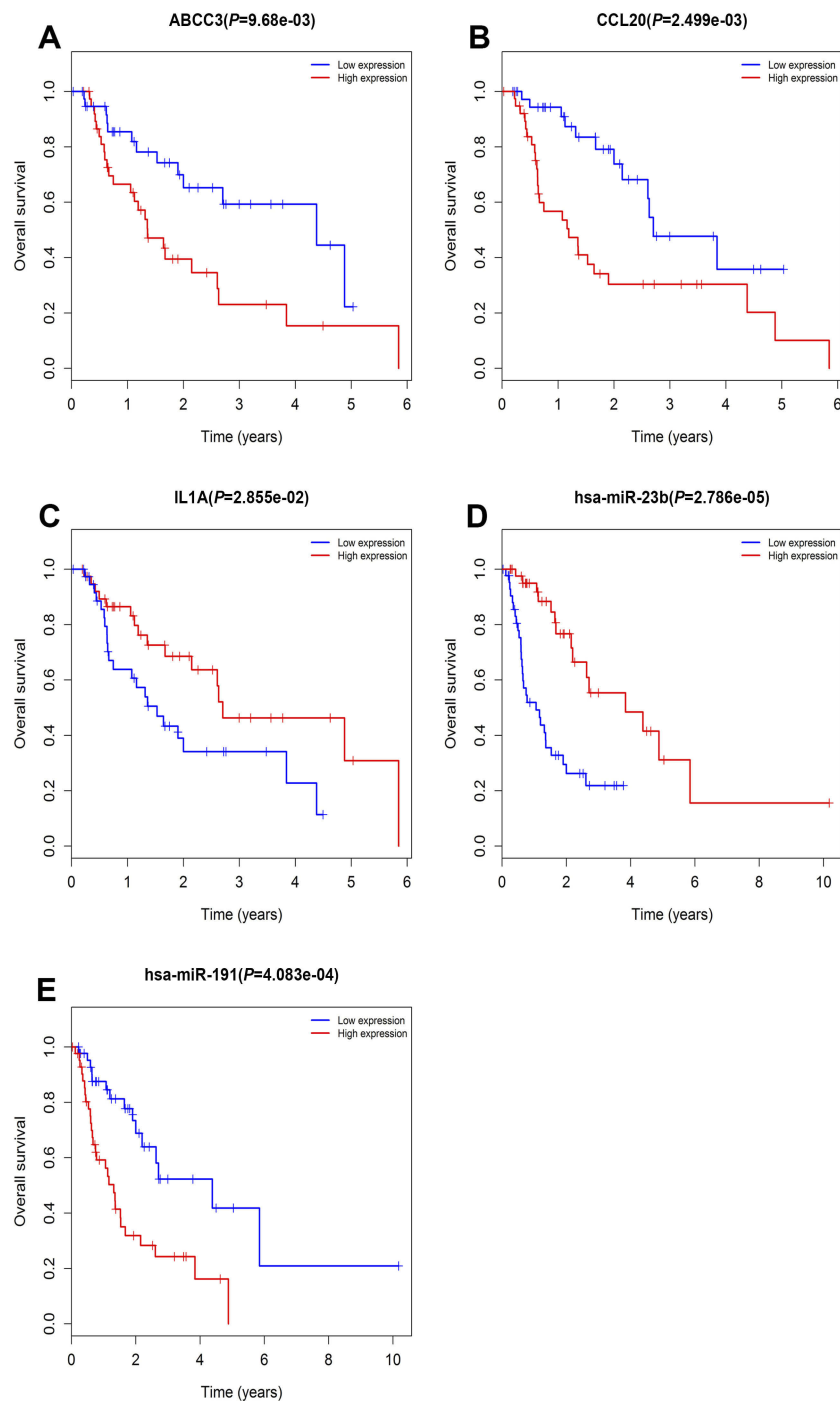 A
ABCC3(P=9.68e-03)
Low expression
High expression
Overall survival
1.0
0.8
0.6
0.4
0.2
0.0
0 1 2 3 4 5 6
Time (years)
B
CCL20(P=2.499e-03)
Low expression
High expression
Overall survival
1.0
0.8
0.6
0.4
0.2
0.0
0 1 2 3 4 5 6
Time (years)
C
IL1A(P=2.855e-02)
Low expression
High expression
Overall survival
1.0
0.8
0.6
0.4
0.2
0.0
0 1 2 3 4 5 6
Time (years)
D
hsa-miR-23b(P=2.786e-05)
Low expression
High expression
Overall survival
1.0
0.8
0.6
0.4
0.2
0.0
0 2 4 6 8 10
Time (years)
E
hsa-miR-191(P=4.083e-04)
Low expression
High expression
Overall survival
1.0
0.8
0.6
0.4
0.2
0.0
0 2 4 6 8 10
Time (years)